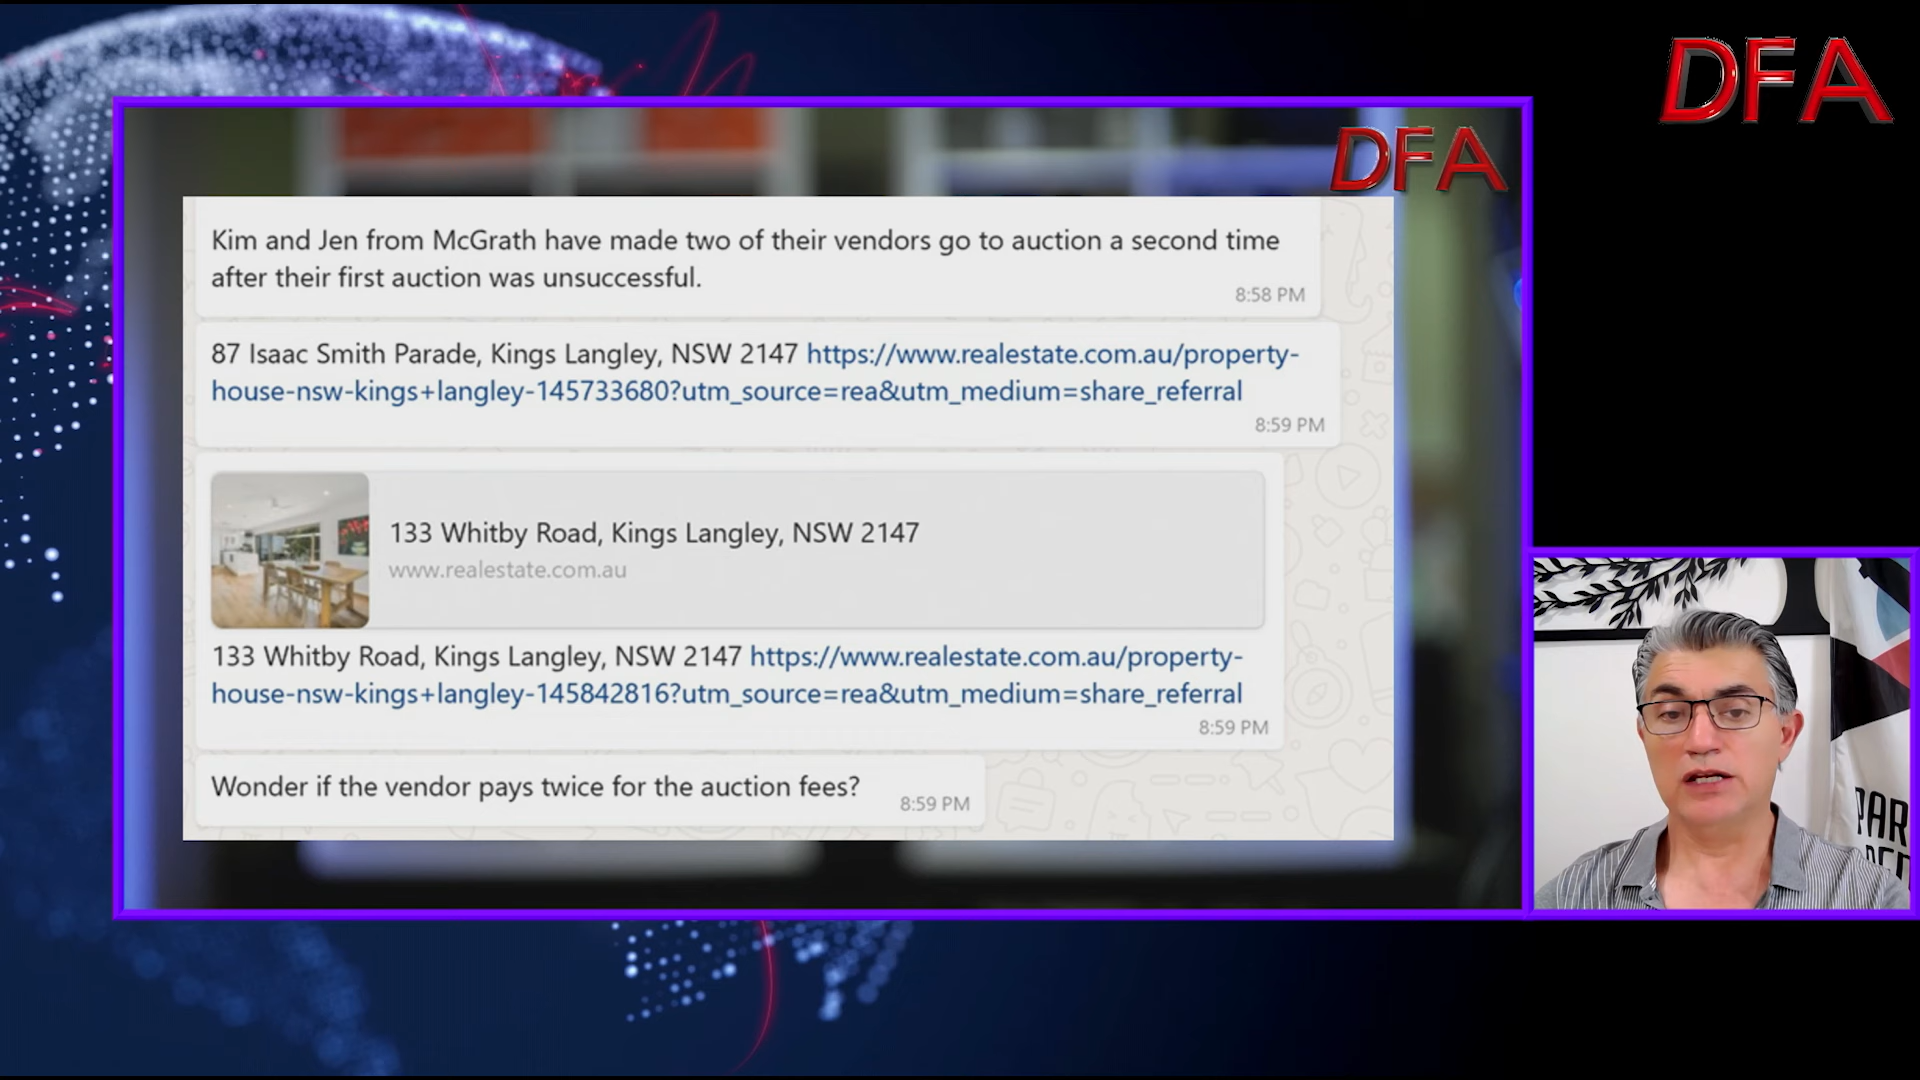 DFA
DFA
Kim and Jen from McGrath have made two of their vendors go to auction a second time
after their first auction was unsuccessful.
8:58 PM
87 Isaac Smith Parade, Kings Langley, NSW 2147 https://www.realestate.com.au/property-
house-nsw-kings+langley-145733680?utm_source=rea&utm_medium=share_referral
8:59 PM
133 Whitby Road, Kings Langley, NSW 2147
www.realestate.com.au
133 Whitby Road, Kings Langley, NSW 2147 https://www.realestate.com.au/property-
house-nsw-kings+langley-145842816?utm_source=rea&utm_medium=share_referral
8:59 PM
Wonder if the vendor pays twice for the auction fees?
8:59 PM
PAR